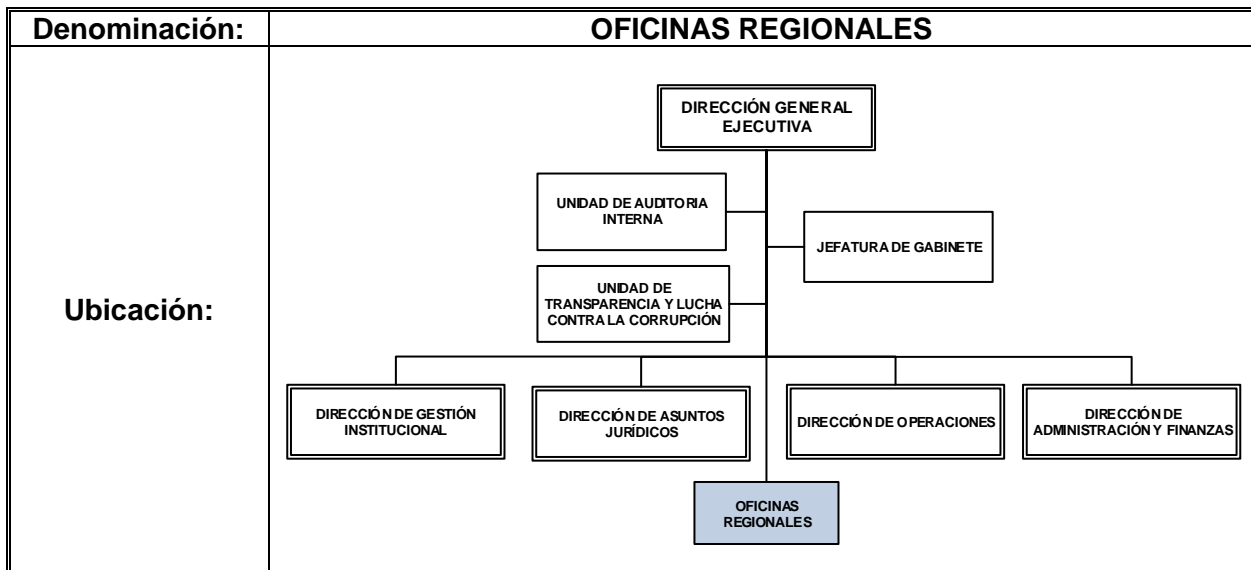 Denominación:
OFICINAS REGIONALES
Ubicación:
DIRECCIÓN GENERAL
EJECUTIVA
UNIDAD DE AUDITORIA
INTERNA
JEFATURA DE GABINETE
UNIDAD DE
TRANSPARENCIA Y LUCHA
CONTRA LA CORRUPCIÓN
DIRECCIÓN DE GESTIÓN
INSTITUCIONAL
DIRECCIÓN DE ASUNTOS
JURÍDICOS
DIRECCIÓN DE OPERACIONES
DIRECCIÓN DE
ADMINISTRACIÓN Y FINANZAS
OFICINAS
REGIONALES